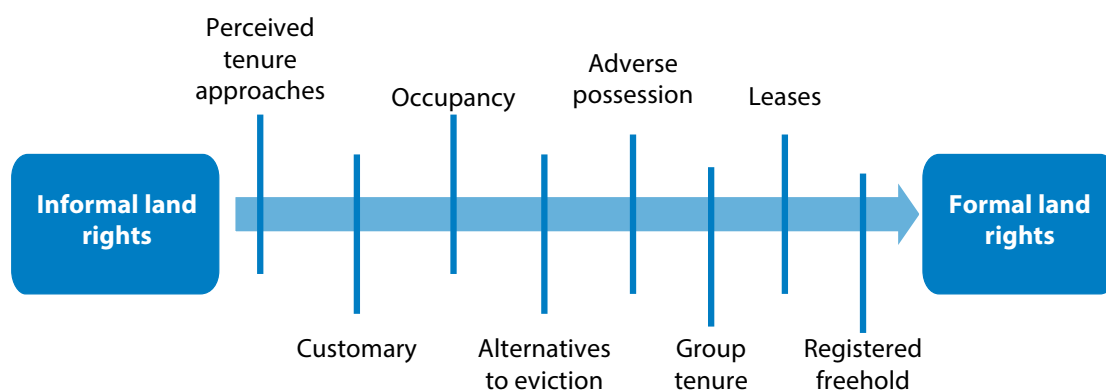 Perceived
tenure
approaches
Occupancy
Adverse
possession
Leases
Informal land
rights
Formal land
rights
Customary
Alternatives
to eviction
Group
tenure
Registered
freehold